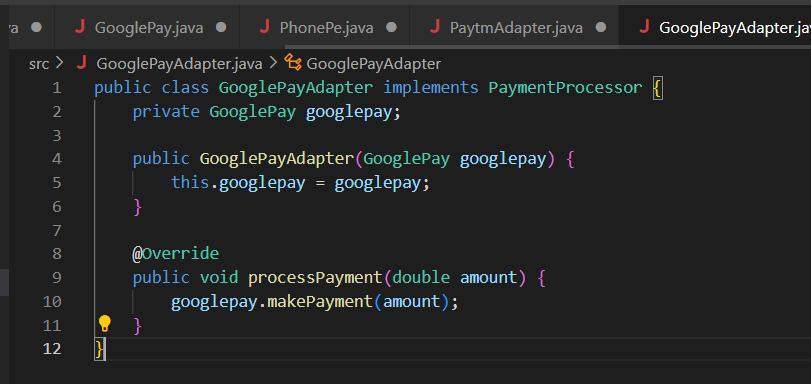 va GooglePay.java PhonePe.java PaytmAdapter.java GooglePayAdapter.ja
src > GooglePayAdapter.java > GooglePayAdapter
1 public class GooglePayAdapter implements PaymentProcessor {
2     private GooglePay googlepay;
3
4     public GooglePayAdapter(GooglePay googlepay) {
5         this.googlepay = googlepay;
6     }
7
8     @Override
9     public void processPayment(double amount) {
10         googlepay.makePayment(amount);
11     }
12 }